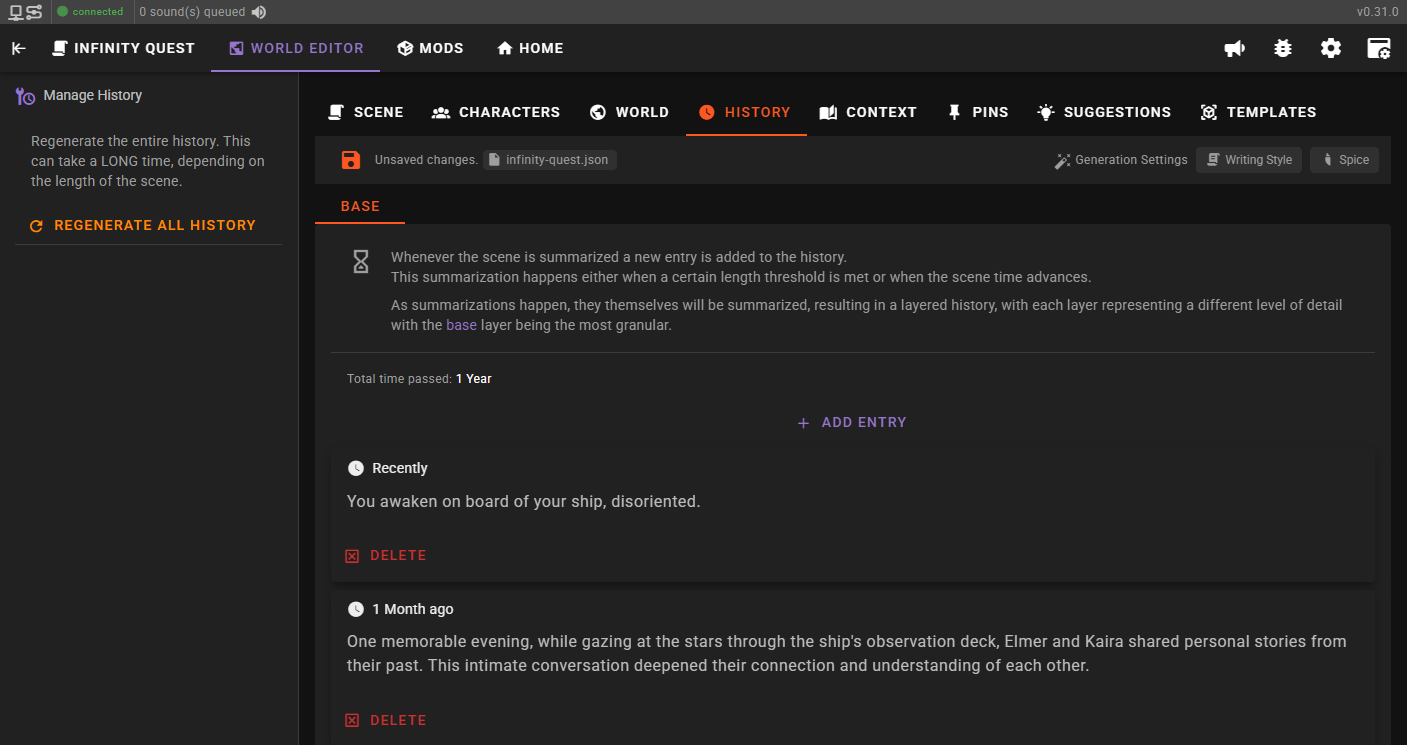 connected 0 sound(s) queued v0.31.0
INFINITY QUEST WORLD EDITOR MODS HOME
Manage History
Regenerate the entire history. This
can take a LONG time, depending on
the length of the scene.
REGENERATE ALL HISTORY
SCENE CHARACTERS WORLD HISTORY CONTEXT PINS SUGGESTIONS TEMPLATES
Unsaved changes. infinity-quest.json Generation Settings Writing Style Spice
BASE
Whenever the scene is summarized a new entry is added to the history.
This summarization happens either when a certain length threshold is met or when the scene time advances.
As summarizations happen, they themselves will be summarized, resulting in a layered history, with each layer representing a different level of detail
with the base layer being the most granular.
Total time passed: 1 Year
ADD ENTRY
Recently
You awaken on board of your ship, disoriented.
DELETE
1 Month ago
One memorable evening, while gazing at the stars through the ship's observation deck, Elmer and Kaira shared personal stories from
their past. This intimate conversation deepened their connection and understanding of each other.
DELETE